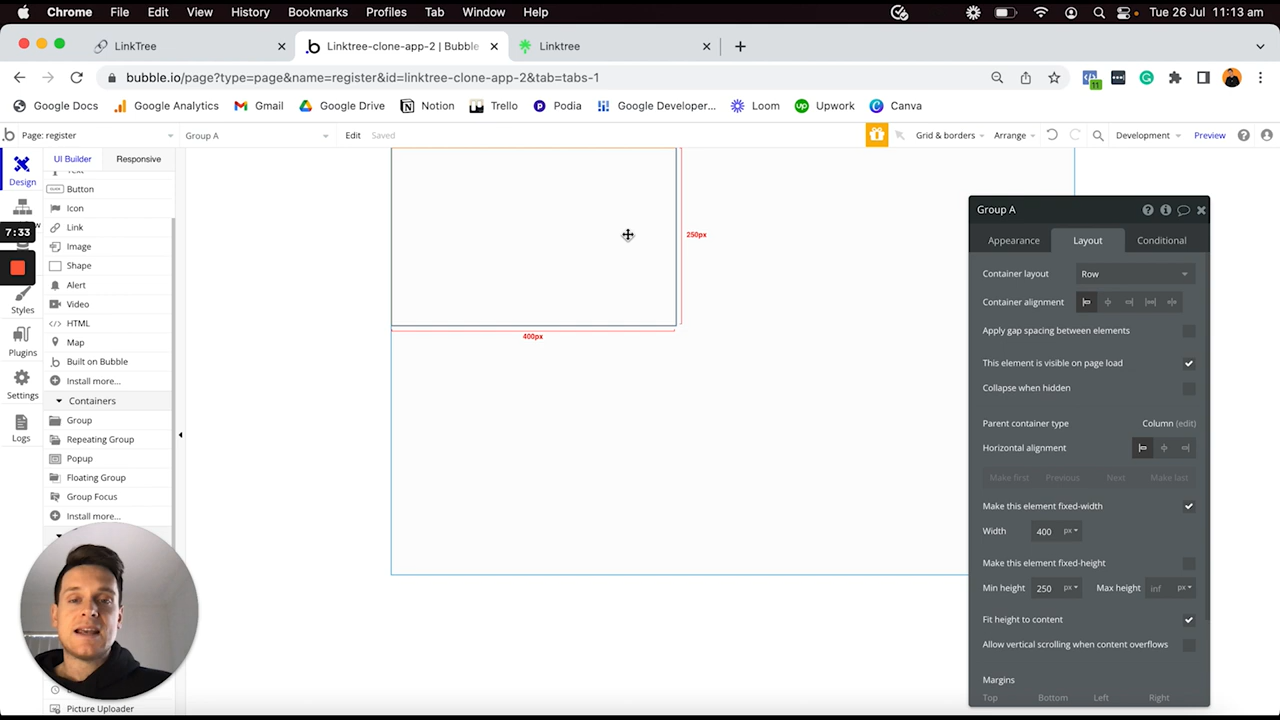 Chrome File Edit View History Bookmarks Profiles Tab Window Help Tue 26 Jul 11:13 am
LinkTree Linktree-clone-app-2 | Bubble Linktree
bubble.io/page?type=page&name=register&id=linktree-clone-app-2&tab=tabs-1 11
Google Docs Google Analytics Gmail Google Drive Notion Trello Podia Google Developer... Loom Upwork Canva
Page: register Group A Edit Saved Grid & borders Arrange Development Preview
UI Builder Responsive
Design
Button
Icon
Link
7:33
Image
Shape
Alert
Video
Styles
HTML
Map
Plugins
Built on Bubble
Install more...
Settings
Containers
Group
Logs
Repeating Group
Popup
Floating Group
Group Focus
Install more...
Picture Uploader
250px
400px
Group A
Appearance Layout Conditional
Container layout Row
Container alignment
Apply gap spacing between elements
This element is visible on page load
Collapse when hidden
Parent container type Column (edit)
Horizontal alignment
Make first Previous Next Make last
Make this element fixed-width
Width 400 px
Make this element fixed-height
Min height 250 px Max height inf px
Fit height to content
Allow vertical scrolling when content overflows
Margins
Top Bottom Left Right